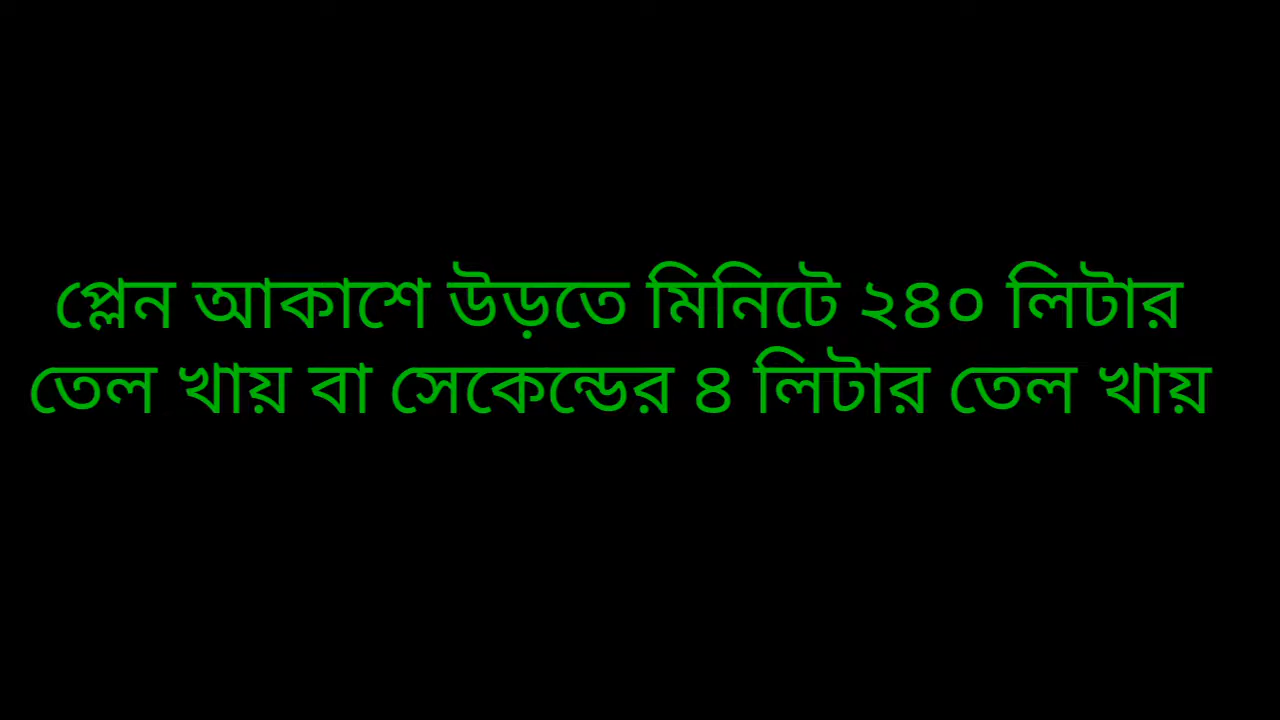 প্লেন আকাশে উড়তে মিনিটে ২৪০ লিটার
তেল খায় বা সেকেন্ডের ৪ লিটার তেল খায়